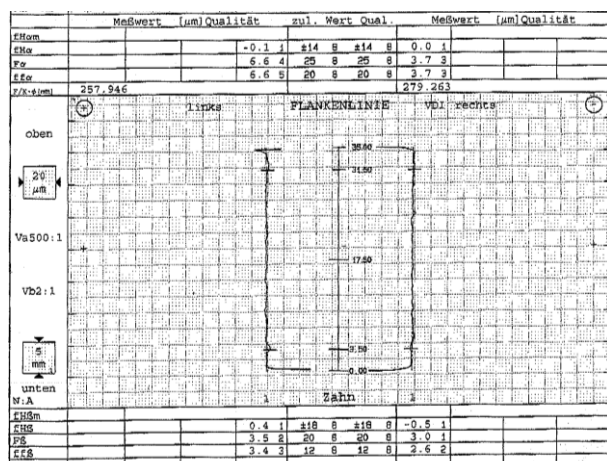 Meßwert [µm] Qualität zul. Wert Qual. Meßwert [µm] Qualität
fHαm
fHα -0.1 1 ±14 8 ±14 8 0.0 1
Fα 6.6 4 25 8 25 8 3.7 3
ffα 6.6 5 20 8 20 8 3.7 3
257.946 279.263
links FLANKENLINIE VDI rechts
oben
35.00
31.50
20
µm
Va500:1
17.50
Vb2:1
5
mm
3.50
0.00
unten
N:A 1 Zahn 1
fHßm
fHß 0.4 1 ±18 8 ±18 8 -0.5 1
Fß 3.5 2 20 8 20 8 3.0 1
ffß 3.4 3 12 8 12 8 2.6 2